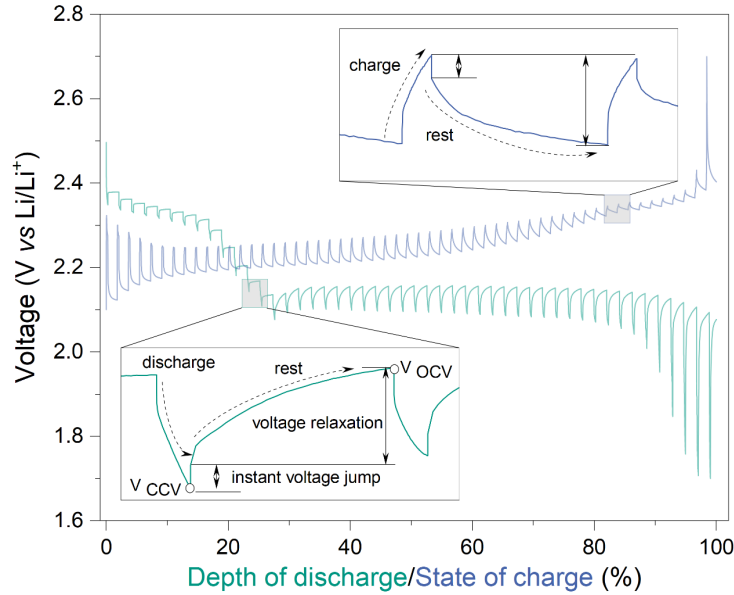 2.8
2.6
2.4
2.2
2.0
1.8
1.6
Voltage (V vs Li/Li⁺)
charge
rest
discharge
rest
V OCV
voltage relaxation
V CCV
instant voltage jump
0
20
40
60
80
100
Depth of discharge/State of charge (%)